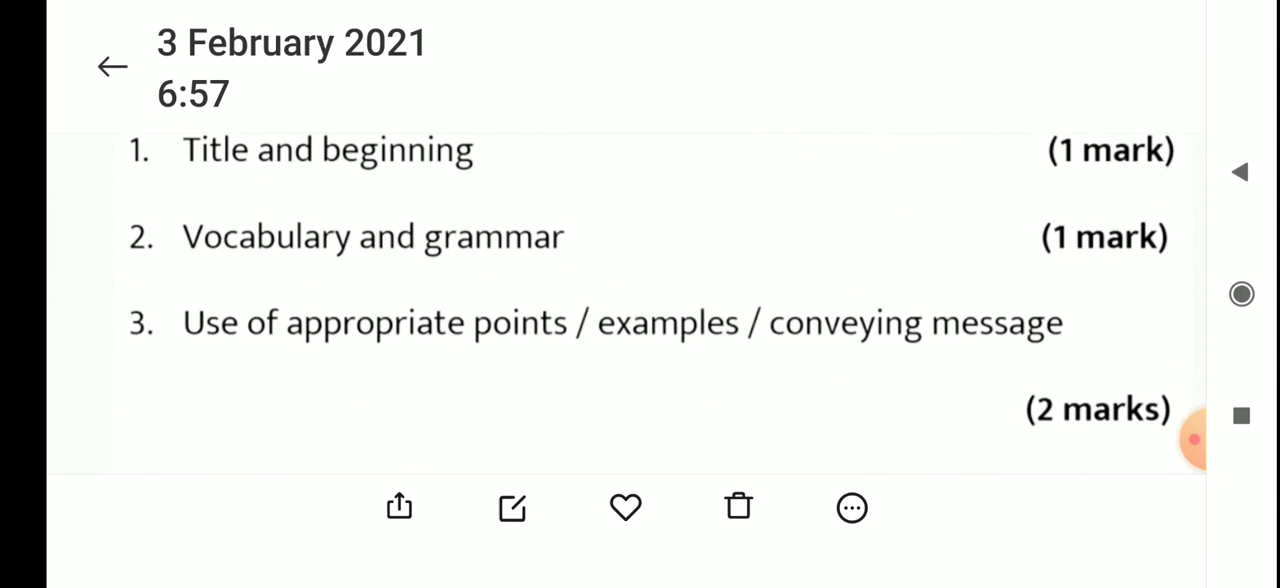 3 February 2021
6:57
1. Title and beginning (1 mark)
2. Vocabulary and grammar (1 mark)
3. Use of appropriate points / examples / conveying message
(2 marks)